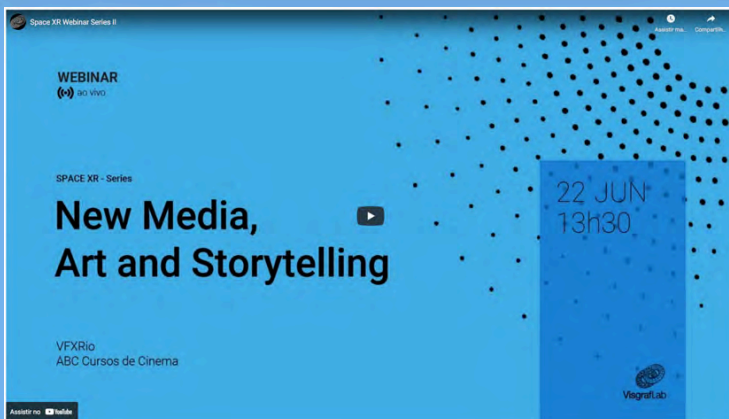 Space XR Webinar Series II
Assistir ma...
Compartilh...
WEBINAR
ao vivo
SPACE XR - Series
New Media,
Art and Storytelling
22 JUN
13h30
VFXRio
ABC Cursos de Cinema
VisgrafLab
Assistir no YouTube